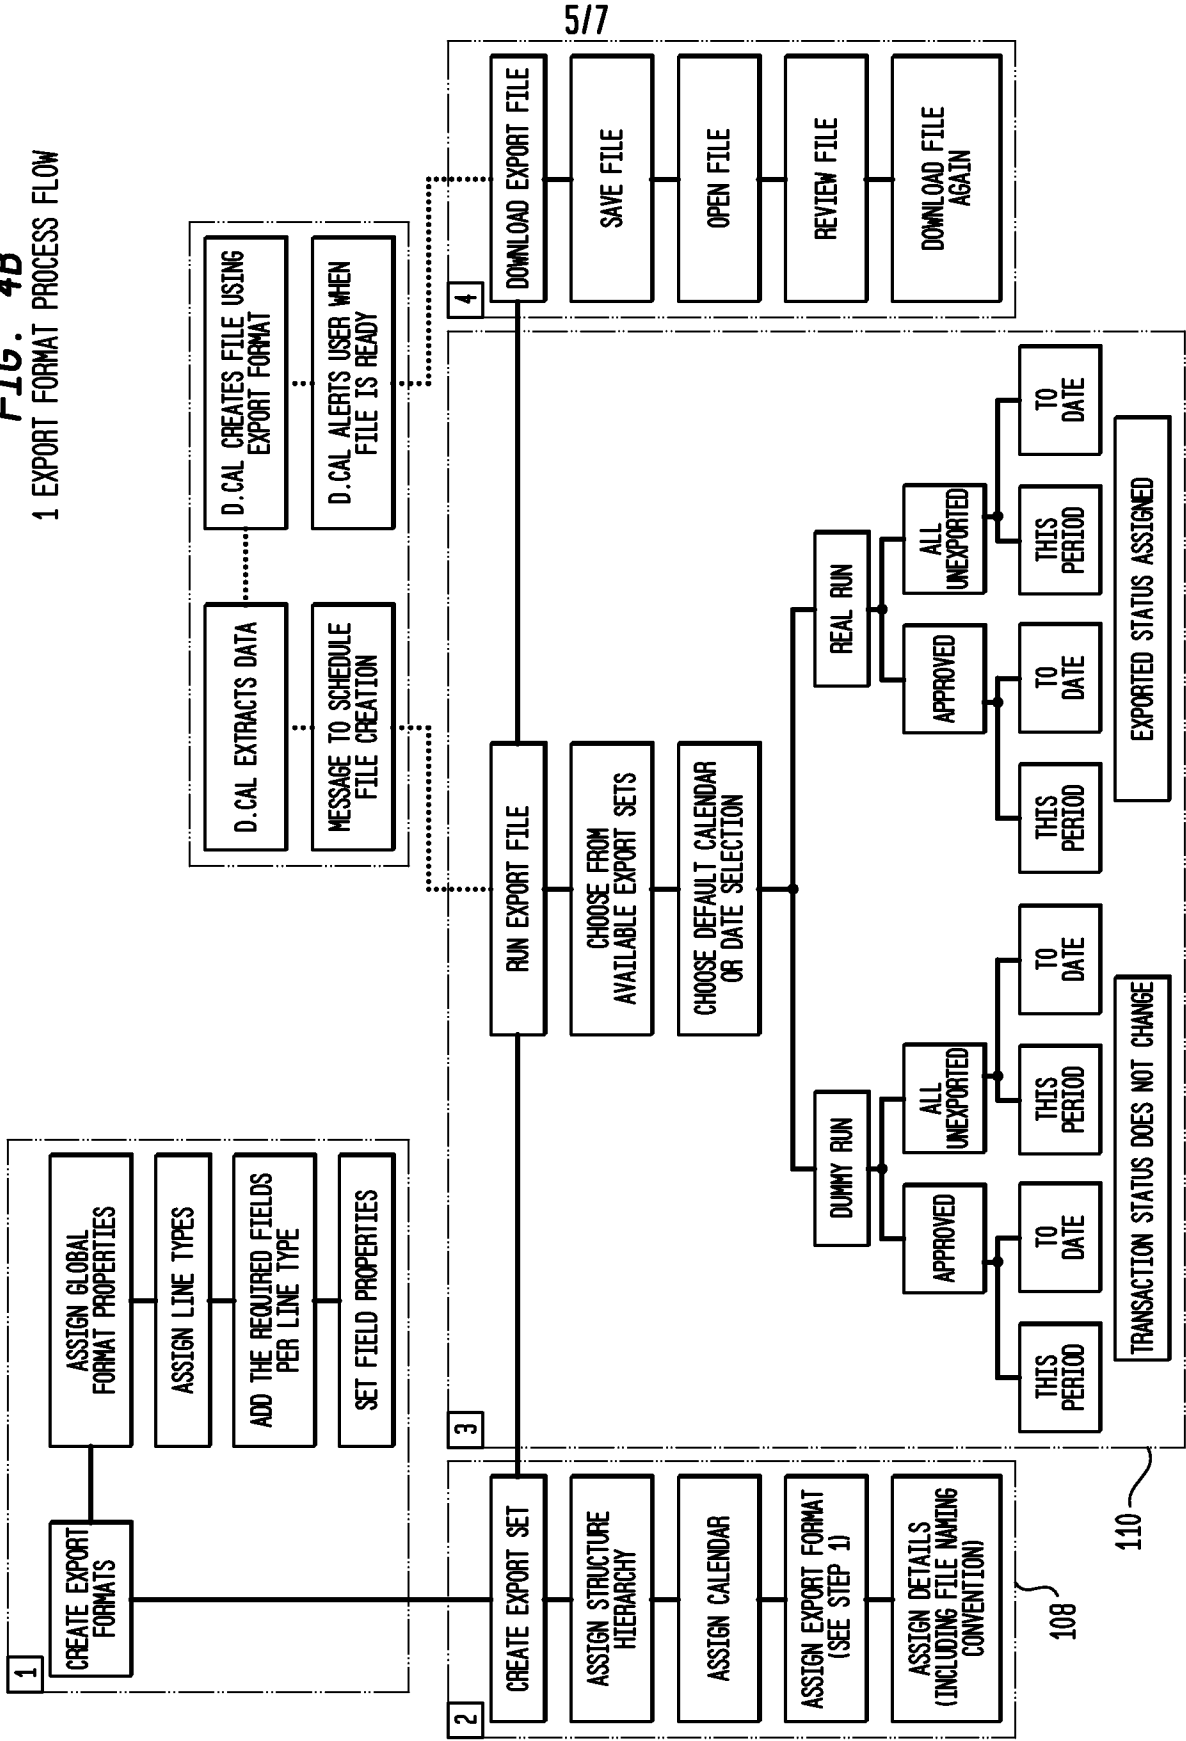 5/7
FIG. 4B
1 EXPORT FORMAT PROCESS FLOW
1
CREATE EXPORT
FORMATS
ASSIGN GLOBAL
FORMAT PROPERTIES
ASSIGN LINE TYPES
ADD THE REQUIRED FIELDS
PER LINE TYPE
SET FIELD PROPERTIES
D.CAL EXTRACTS DATA
MESSAGE TO SCHEDULE
FILE CREATION
D.CAL CREATES FILE USING
EXPORT FORMAT
D.CAL ALERTS USER WHEN
FILE IS READY
2
CREATE EXPORT SET
ASSIGN STRUCTURE
HIERARCHY
ASSIGN CALENDAR
ASSIGN EXPORT FORMAT
(SEE STEP 1)
ASSIGN DETAILS
(INCLUDING FILE NAMING
CONVENTION)
108
3
RUN EXPORT FILE
CHOOSE FROM
AVAILABLE EXPORT SETS
CHOOSE DEFAULT CALENDAR
OR DATE SELECTION
DUMMY RUN
APPROVED
ALL
UNEXPORTED
THIS
PERIOD
TO
DATE
THIS
PERIOD
TO
DATE
TRANSACTION STATUS DOES NOT CHANGE
REAL RUN
APPROVED
ALL
UNEXPORTED
THIS
PERIOD
TO
DATE
THIS
PERIOD
TO
DATE
EXPORTED STATUS ASSIGNED
110
4
DOWNLOAD EXPORT FILE
SAVE FILE
OPEN FILE
REVIEW FILE
DOWNLOAD FILE
AGAIN